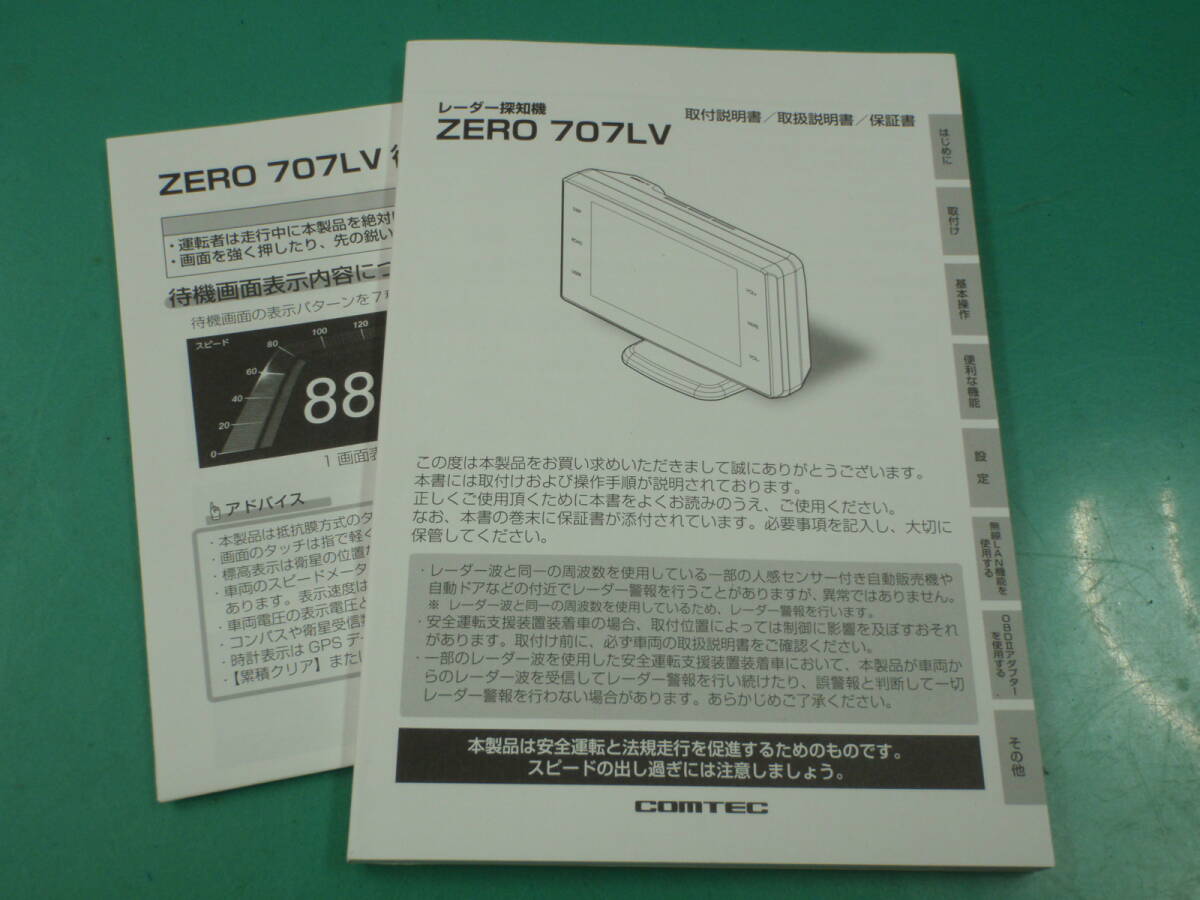 レーダー探知機
ZERO 707LV
取付説明書/取扱説明書/保証書
はじめに
取付け
基本操作
便利な機能
設定
無線LAN機能を
使用する
OBDⅡアダプター
を使用する
その他
この度は本製品をお買い求めいただきまして誠にありがとうございます。
本書には取付けおよび操作手順が説明されております。
正しくご使用頂くために本書をよくお読みのうえ、ご使用ください。
なお、本書の巻末に保証書が添付されています。必要事項を記入し、大切に
保管してください。
・レーダー波と同一の周波数を使用している一部の人感センサー付き自動販売機や
自動ドアなどの付近でレーダー警報を行うことがありますが、異常ではありません。
※ レーダー波と同一の周波数を使用しているため、レーダー警報を行います。
・安全運転支援装置装着車の場合、取付位置によっては制御に影響を及ぼすおそれ
があります。取付け前に、必ず車両の取扱説明書をご確認ください。
・一部のレーダー波を使用した安全運転支援装置装着車において、本製品が車両か
らのレーダー波を受信してレーダー警報を行い続けたり、誤警報と判断して一切
レーダー警報を行わない場合があります。あらかじめご了承ください。
本製品は安全運転と法規走行を促進するためのものです。
スピードの出し過ぎには注意しましょう。
COMTEC
ZERO 707LV
・運転者は走行中に本製品を絶対
・画面を強く押したり、先の鋭い
待機画面表示内容につ
待機画面の表示パターンを7
スピード
0
20
40
60
80
100
120
88
1 画面表
アドバイス
・本製品は抵抗膜方式のタ
・画面のタッチは指で軽く
・標高表示は衛星の位置
・車両のスピードメータ
あります。表示速度は
・車両電圧の表示電圧と
・コンパスや衛星受信
・時計表示は GPS デー
・【累積クリア】また